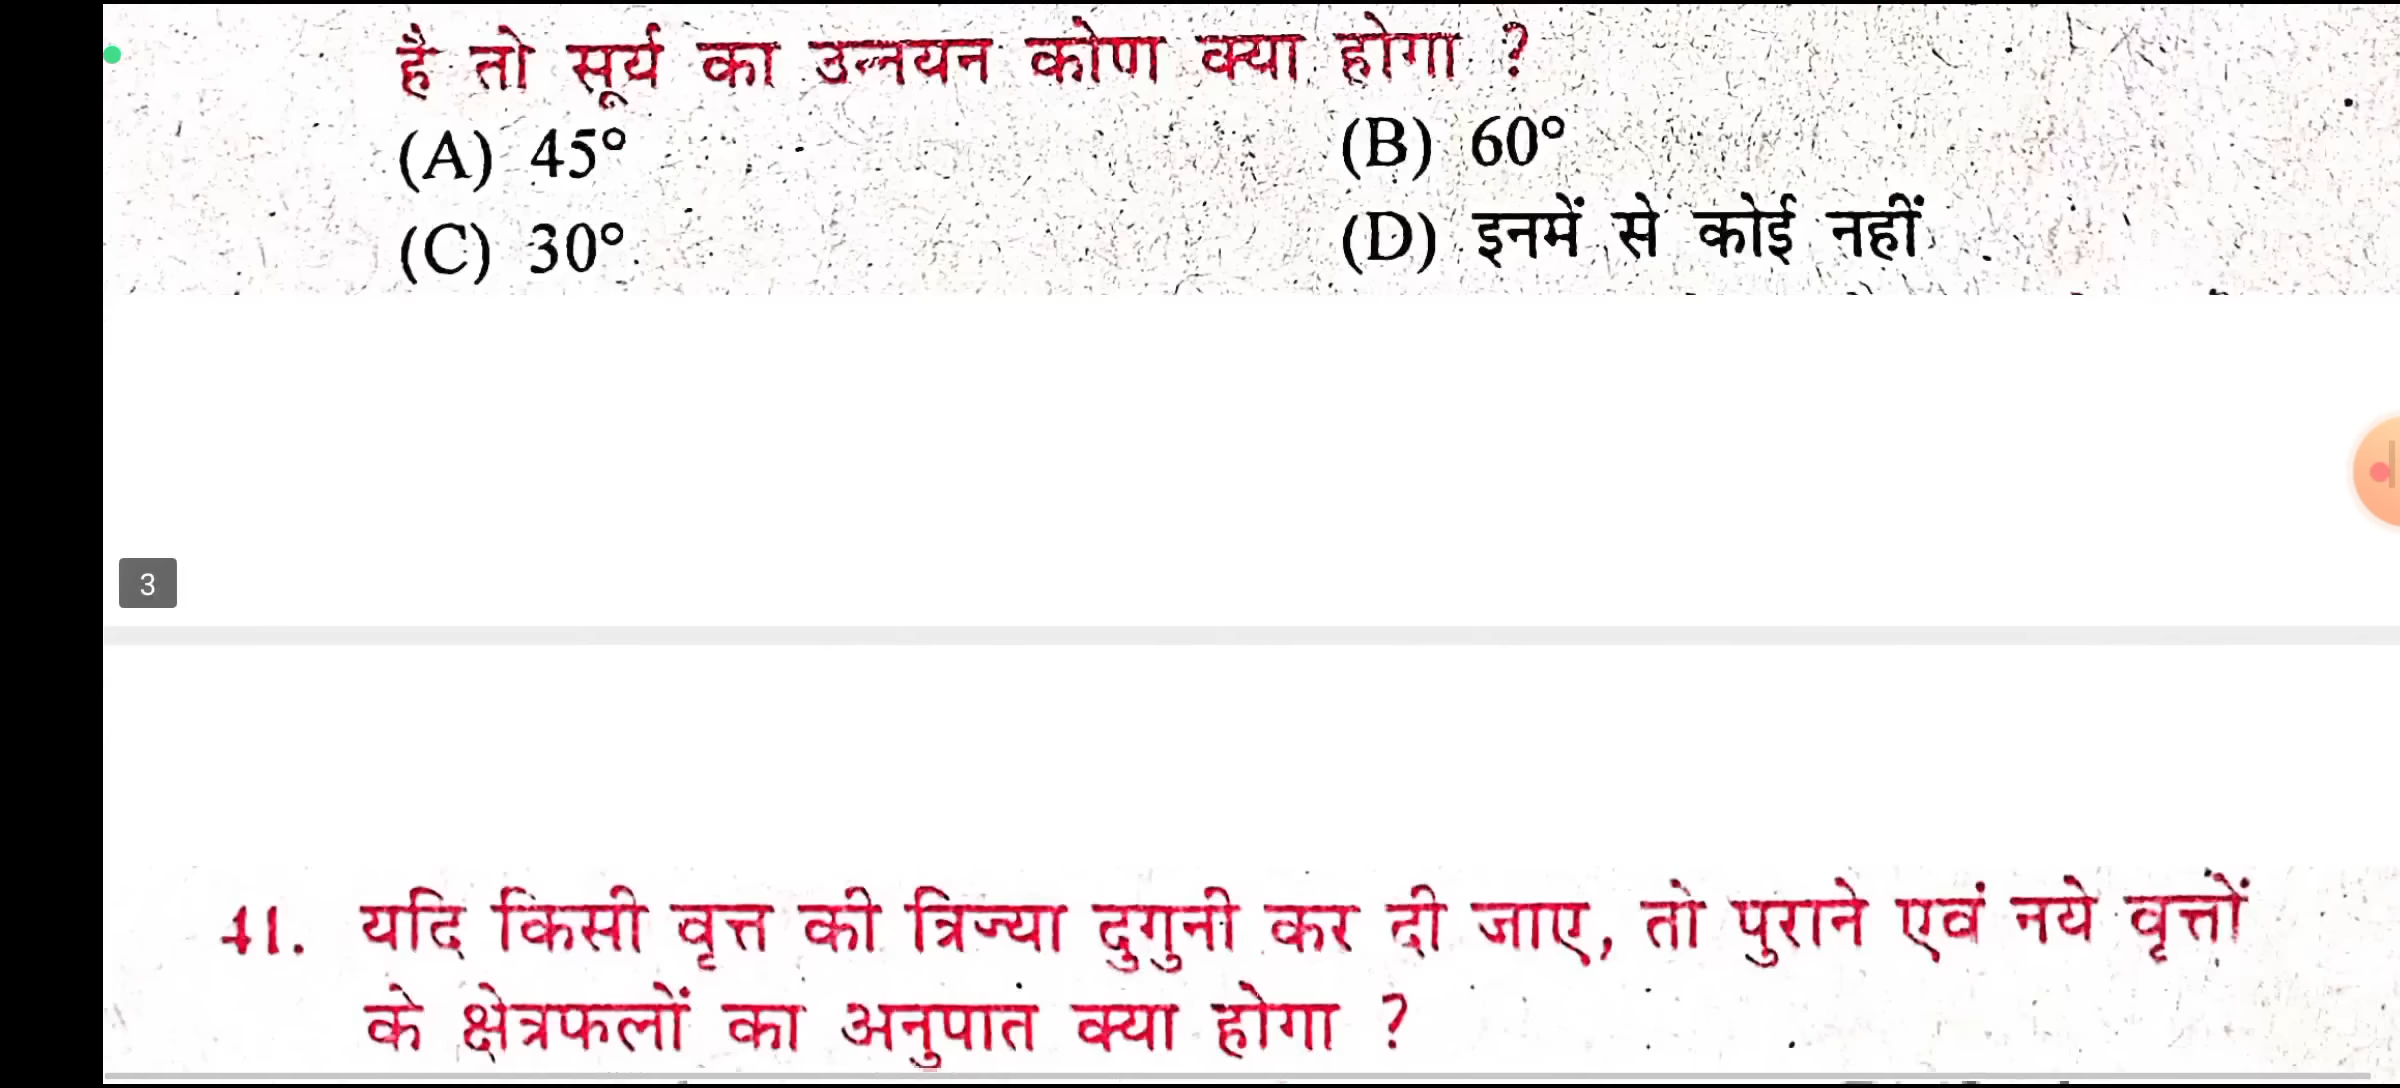 है तो सूर्य का उन्नयन कोण क्या होगा ?
(A) 45° (B) 60°
(C) 30° (D) इनमें से कोई नहीं
3
41. यदि किसी वृत्त की त्रिज्या दुगुनी कर दी जाए, तो पुराने एवं नये वृत्तों
के क्षेत्रफलों का अनुपात क्या होगा ?